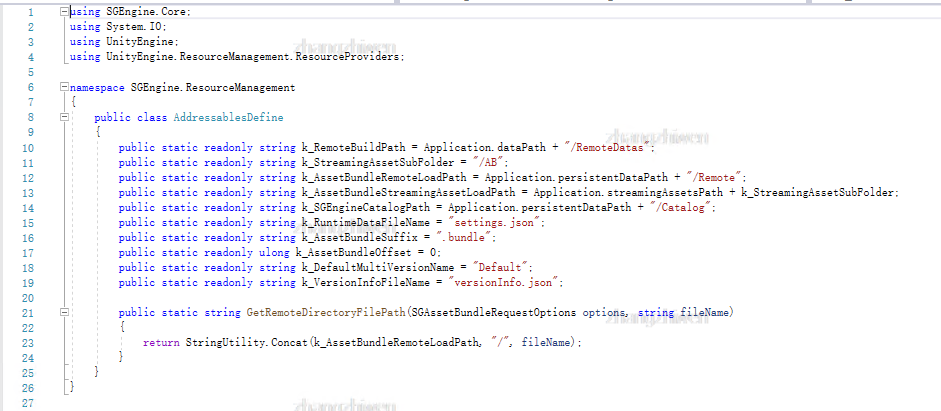 1 using SGEngine.Core;
2 using System.IO;
3 using UnityEngine;
4 using UnityEngine.ResourceManagement.ResourceProviders;
5
6 namespace SGEngine.ResourceManagement
7 {
8 public class AddressablesDefine
9 {
10 public static readonly string k_RemoteBuildPath = Application.dataPath + "/RemoteDatas";
11 public static readonly string k_StreamingAssetSubFolder = "/AB";
12 public static readonly string k_AssetBundleRemoteLoadPath = Application.persistentDataPath + "/Remote";
13 public static readonly string k_AssetBundleStreamingAssetLoadPath = Application.streamingAssetsPath + k_StreamingAssetSubFolder;
14 public static readonly string k_SGEngineCatalogPath = Application.persistentDataPath + "/Catalog";
15 public static readonly string k_RuntimeDataFileName = "settings.json";
16 public static readonly string k_AssetBundleSuffix = ".bundle";
17 public static readonly ulong k_AssetBundleOffset = 0;
18 public static readonly string k_DefaultMultiVersionName = "Default";
19 public static readonly string k_VersionInfoFileName = "versionInfo.json";
20
21 public static string GetRemoteDirectoryFilePath(SGAssetBundleRequestOptions options, string fileName)
22 {
23 return StringUtility.Concat(k_AssetBundleRemoteLoadPath, "/", fileName);
24 }
25 }
26 }
27